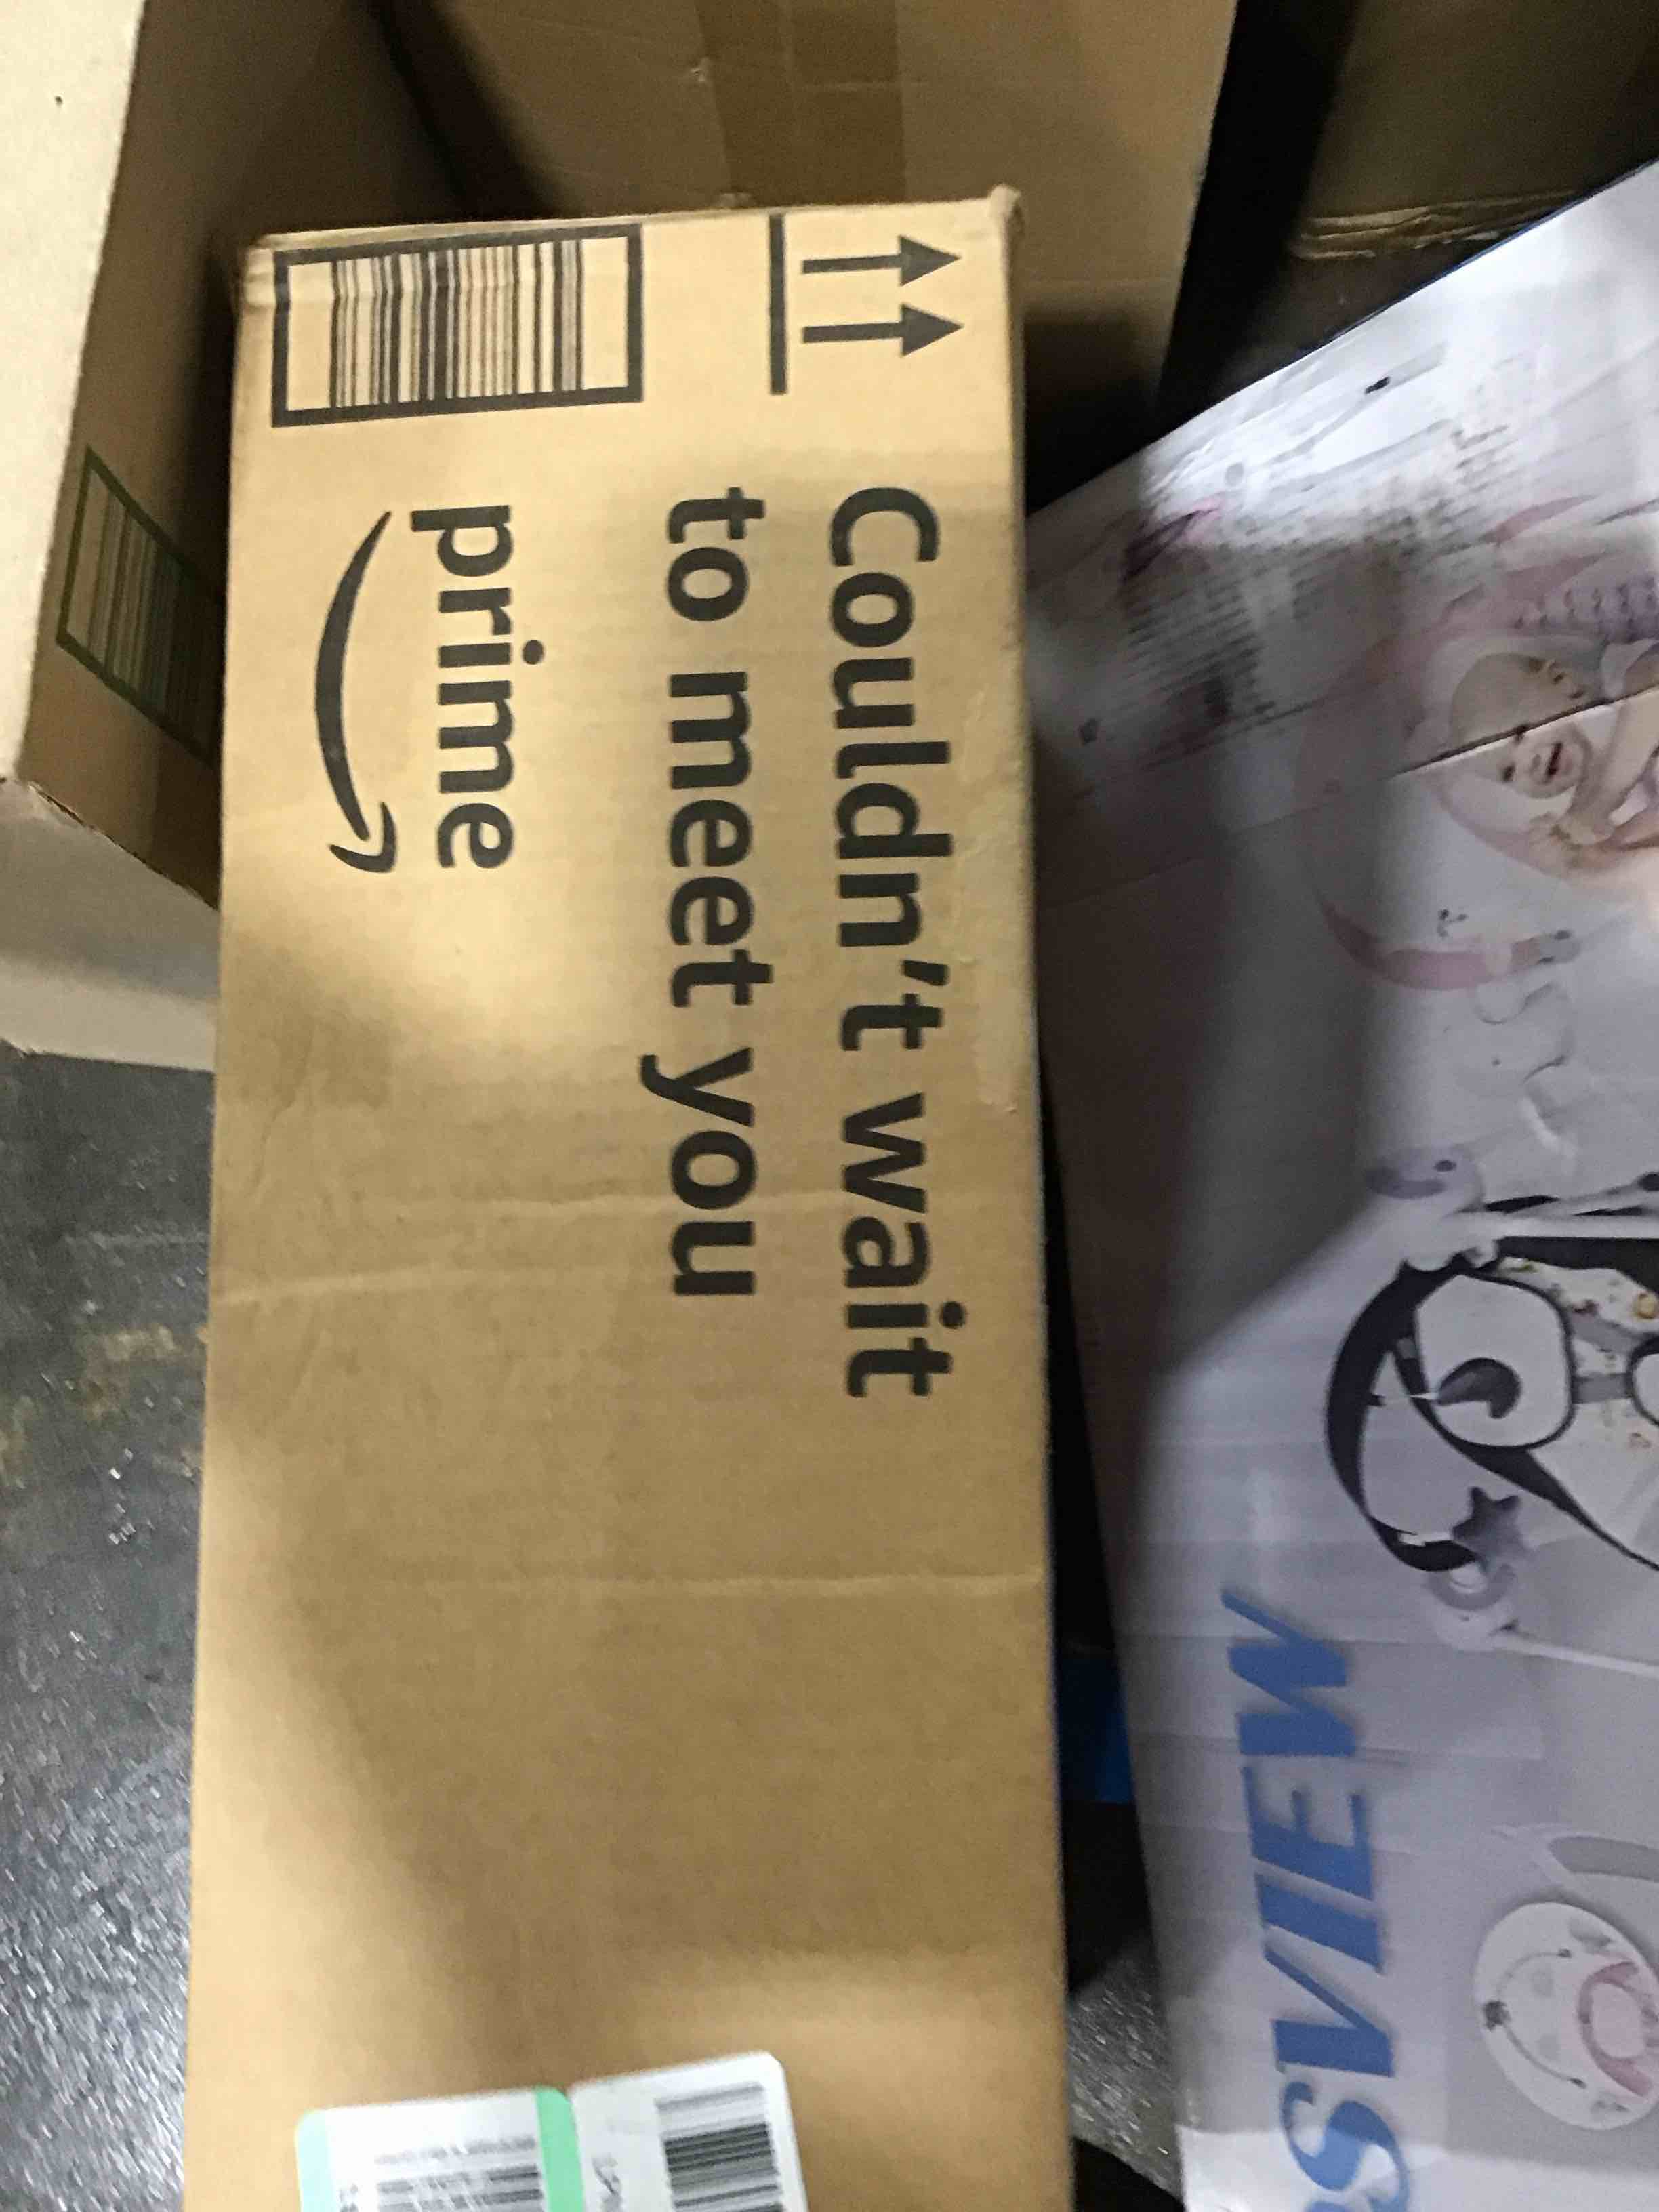 Couldn't wait
to meet you
prime
SVIEW